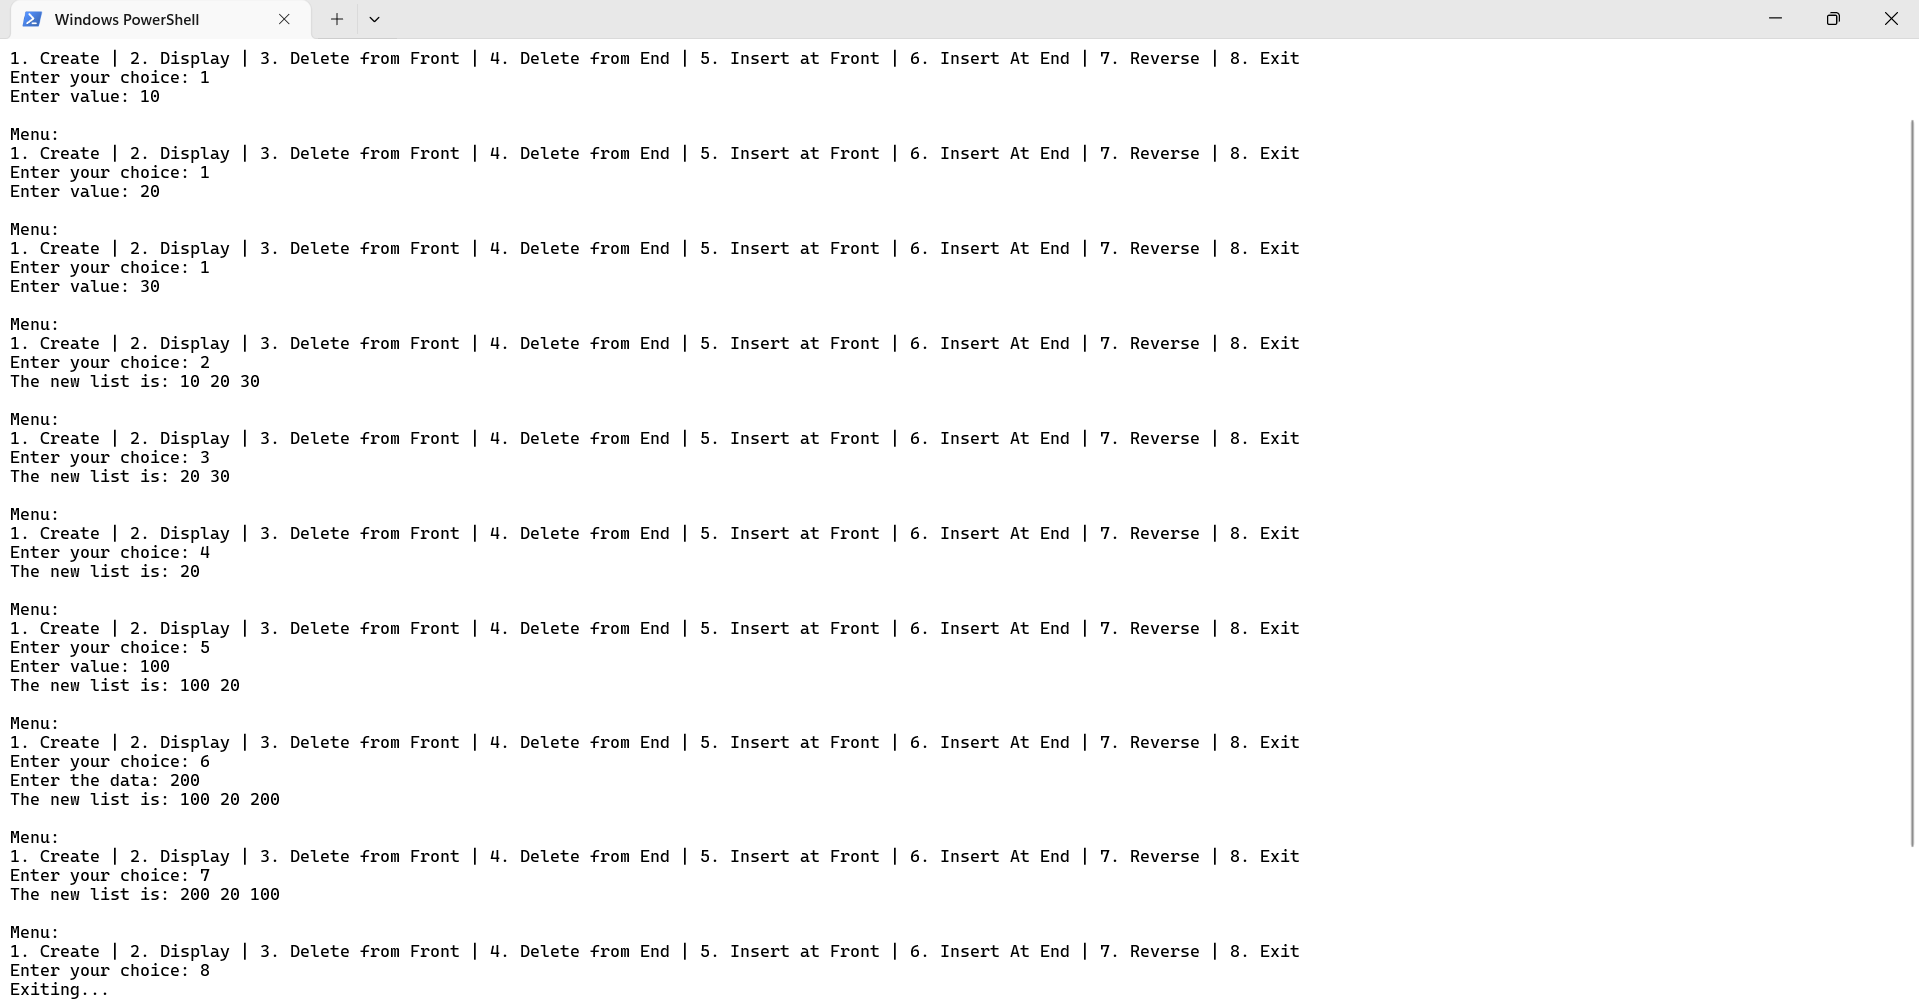 Windows PowerShell
1. Create | 2. Display | 3. Delete from Front | 4. Delete from End | 5. Insert at Front | 6. Insert At End | 7. Reverse | 8. Exit
Enter your choice: 1
Enter value: 10
Menu:
1. Create | 2. Display | 3. Delete from Front | 4. Delete from End | 5. Insert at Front | 6. Insert At End | 7. Reverse | 8. Exit
Enter your choice: 1
Enter value: 20
Menu:
1. Create | 2. Display | 3. Delete from Front | 4. Delete from End | 5. Insert at Front | 6. Insert At End | 7. Reverse | 8. Exit
Enter your choice: 1
Enter value: 30
Menu:
1. Create | 2. Display | 3. Delete from Front | 4. Delete from End | 5. Insert at Front | 6. Insert At End | 7. Reverse | 8. Exit
Enter your choice: 2
The new list is: 10 20 30
Menu:
1. Create | 2. Display | 3. Delete from Front | 4. Delete from End | 5. Insert at Front | 6. Insert At End | 7. Reverse | 8. Exit
Enter your choice: 3
The new list is: 20 30
Menu:
1. Create | 2. Display | 3. Delete from Front | 4. Delete from End | 5. Insert at Front | 6. Insert At End | 7. Reverse | 8. Exit
Enter your choice: 4
The new list is: 20
Menu:
1. Create | 2. Display | 3. Delete from Front | 4. Delete from End | 5. Insert at Front | 6. Insert At End | 7. Reverse | 8. Exit
Enter your choice: 5
Enter value: 100
The new list is: 100 20
Menu:
1. Create | 2. Display | 3. Delete from Front | 4. Delete from End | 5. Insert at Front | 6. Insert At End | 7. Reverse | 8. Exit
Enter your choice: 6
Enter the data: 200
The new list is: 100 20 200
Menu:
1. Create | 2. Display | 3. Delete from Front | 4. Delete from End | 5. Insert at Front | 6. Insert At End | 7. Reverse | 8. Exit
Enter your choice: 7
The new list is: 200 20 100
Menu:
1. Create | 2. Display | 3. Delete from Front | 4. Delete from End | 5. Insert at Front | 6. Insert At End | 7. Reverse | 8. Exit
Enter your choice: 8
Exiting...